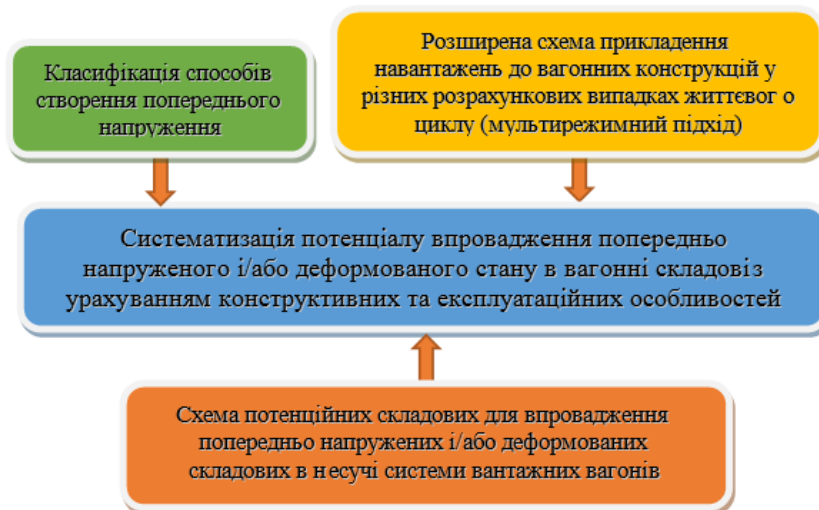 Класифікація способів
створення попереднього
напруження
Розширена схема прикладення
навантажень до вагонних конструкцій у
різних розрахункових випадках життєвог о
циклу (мультирежимний підхід)
Систематизація потенціалу впровадження попередньо
напруженого і/або деформованого стану в вагонні складові з
урахуванням конструктивних та експлуатаційних особливостей
Схема потенційних складових для впровадження
попередньо напружених і/або деформованих
складових в несучі системи вантажних вагонів